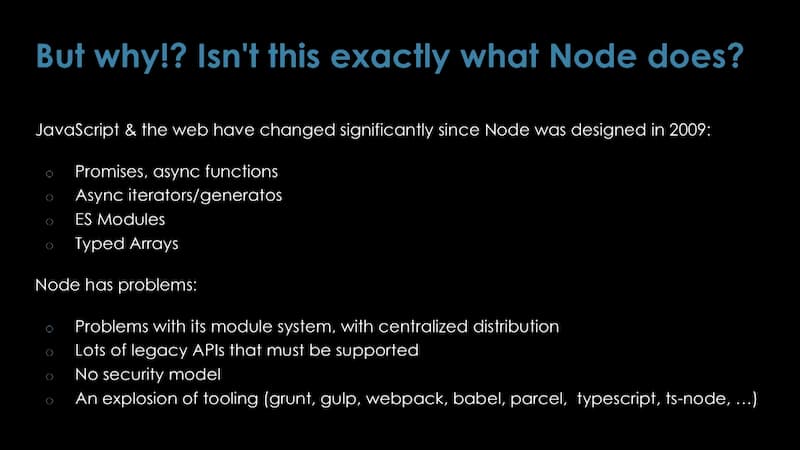 But why!? Isn't this exactly what Node does?
JavaScript & the web have changed significantly since Node was designed in 2009:
○ Promises, async functions
○ Async iterators/generatos
○ ES Modules
○ Typed Arrays
Node has problems:
○ Problems with its module system, with centralized distribution
○ Lots of legacy APIs that must be supported
○ No security model
○ An explosion of tooling (grunt, gulp, webpack, babel, parcel, typescript, ts-node, …)